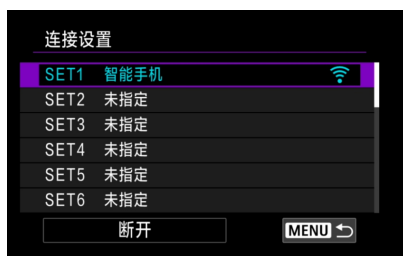 连接设置
SET1 智能手机
SET2 未指定
SET3 未指定
SET4 未指定
SET5 未指定
SET6 未指定
断开 MENU